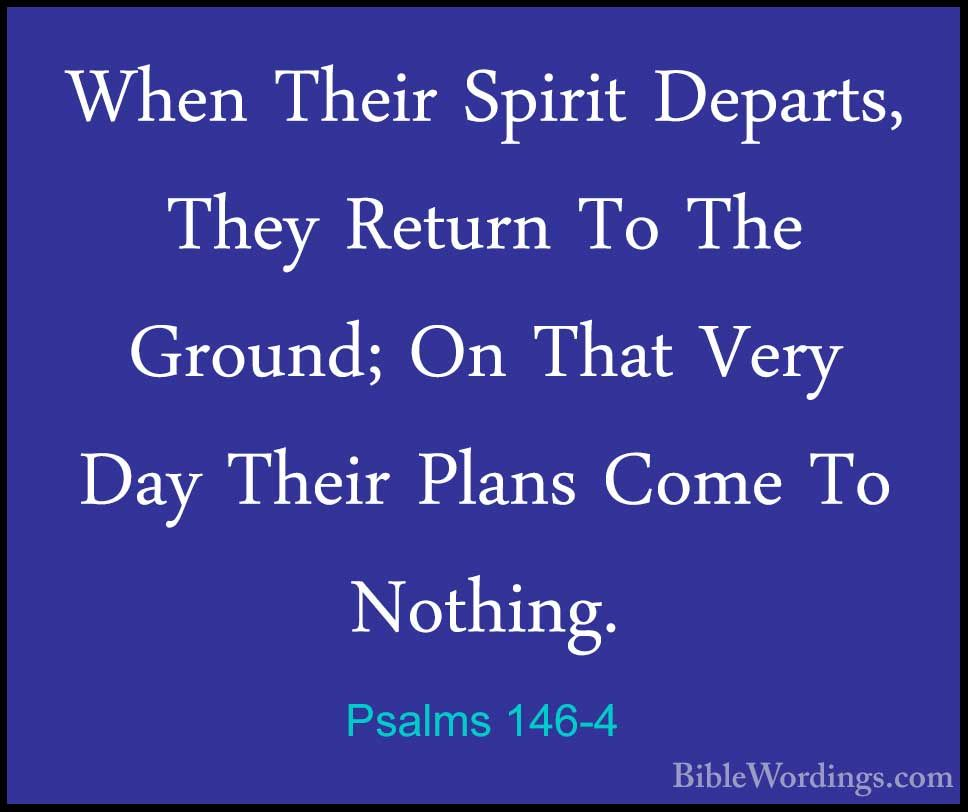 When Their Spirit Departs,
They Return To The
Ground; On That Very
Day Their Plans Come To
Nothing.
Psalms 146-4
BibleWordings.com